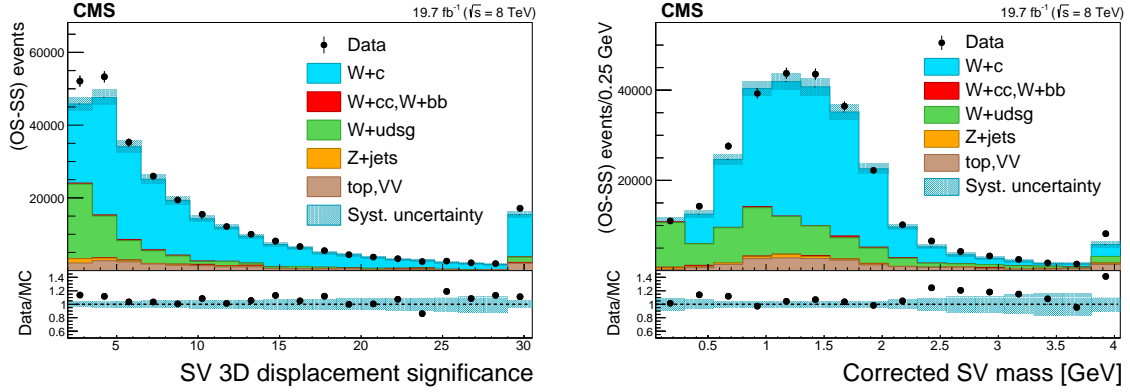 CMS 19.7 fb⁻¹ (√s = 8 TeV)
(OS-SS) events
60000
40000
20000
Data
W+c
W+cc,W+bb
W+udsg
Z+jets
top,VV
Syst. uncertainty
Data/MC
1.4
1.2
1
0.8
0.6
5 10 15 20 25 30
SV 3D displacement significance
CMS 19.7 fb⁻¹ (√s = 8 TeV)
(OS-SS) events/0.25 GeV
40000
20000
Data
W+c
W+cc,W+bb
W+udsg
Z+jets
top,VV
Syst. uncertainty
Data/MC
1.4
1.2
1
0.8
0.6
0.5 1 1.5 2 2.5 3 3.5 4
Corrected SV mass [GeV]